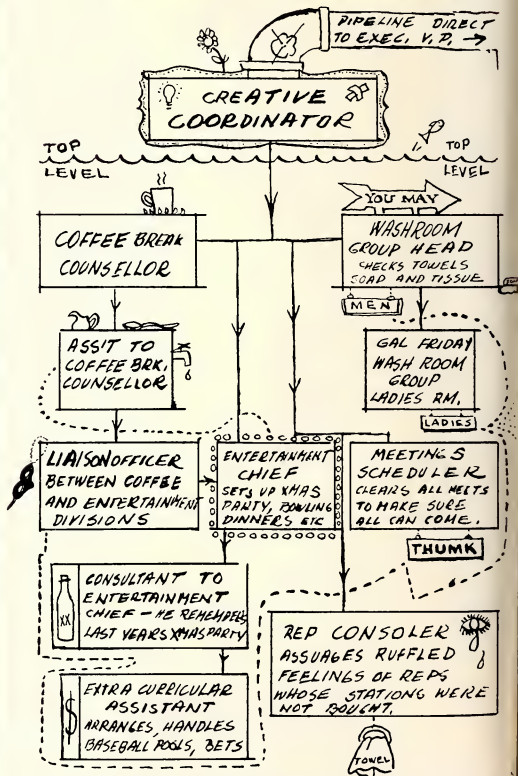 PIPELINE DIRECT
TO EXEC. V.P. →
CREATIVE
COORDINATOR
TOP
LEVEL
TOP
LEVEL
COFFEE BREAK
COUNSELLOR
YOU MAY
WASHROOM
GROUP HEAD
CHECKS TOWELS
SOAP AND TISSUE
MEN
ASS'T TO
COFFEE BRK.
COUNSELLOR
GAL FRIDAY
WASH ROOM
GROUP
LADIES RM.
LADIES
LIAISON OFFICER
BETWEEN COFFEE
AND ENTERTAINMENT
DIVISIONS
ENTERTAINMENT
CHIEF
SETS UP XMAS
PARTY, BOWLING
DINNERS ETC
MEETINGS
SCHEDULER
CLEARS ALL MEETS
TO MAKE SURE
ALL CAN COME.
THUMK
XX
CONSULTANT TO
ENTERTAINMENT
CHIEF - HE REMEMBERS
LAST YEARS XMAS PARTY
REP CONSOLER
ASSUAGES RUFFLED
FEELINGS OF REPS
WHOSE STATIONS WERE
NOT BOUGHT.
$
EXTRA CURRICULAR
ASSISTANT
ARRANGES, HANDLES
BASEBALL POOLS, BETS
TOWEL